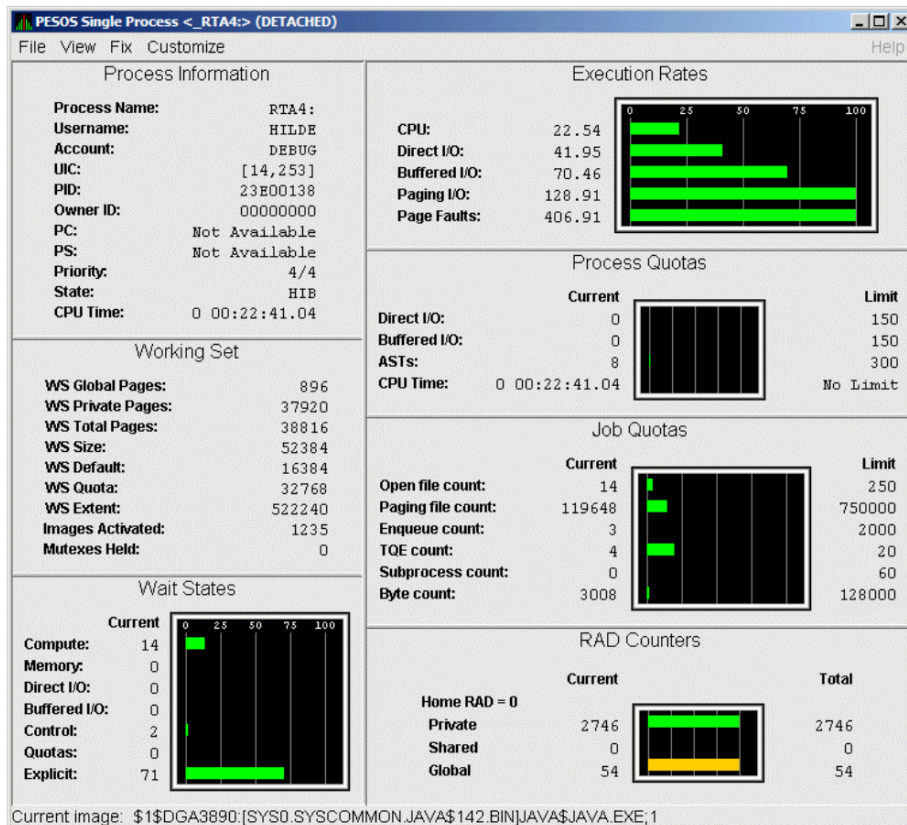 PESOS Single Process <_RTA4:> (DETACHED)
File View Fix Customize Help
Process Information
Process Name: RTA4:
Username: HILDE
Account: DEBUG
UIC: [14,253]
PID: 23E00138
Owner ID: 00000000
PC: Not Available
PS: Not Available
Priority: 4/4
State: HIB
CPU Time: 0 00:22:41.04
Working Set
WS Global Pages: 896
WS Private Pages: 37920
WS Total Pages: 38816
WS Size: 52384
WS Default: 16384
WS Quota: 32768
WS Extent: 522240
Images Activated: 1235
Mutexes Held: 0
Wait States
Current
0 25 50 75 100
Compute: 14
Memory: 0
Direct I/O: 0
Buffered I/O: 0
Control: 2
Quotas: 0
Explicit: 71
Execution Rates
0 25 50 75 100
CPU: 22.54
Direct I/O: 41.95
Buffered I/O: 70.46
Paging I/O: 128.91
Page Faults: 406.91
Process Quotas
Current Limit
Direct I/O: 0 150
Buffered I/O: 0 150
ASTs: 8 300
CPU Time: 0 00:22:41.04 No Limit
Job Quotas
Current Limit
Open file count: 14 250
Paging file count: 119648 750000
Enqueue count: 3 2000
TQE count: 4 20
Subprocess count: 0 60
Byte count: 3008 128000
RAD Counters
Current Total
Home RAD = 0
Private 2746 2746
Shared 0 0
Global 54 54
Current image: $1$DGA3890:[SYS0.SYSCOMMON.JAVA$142.BIN]JAVA$JAVA.EXE;1